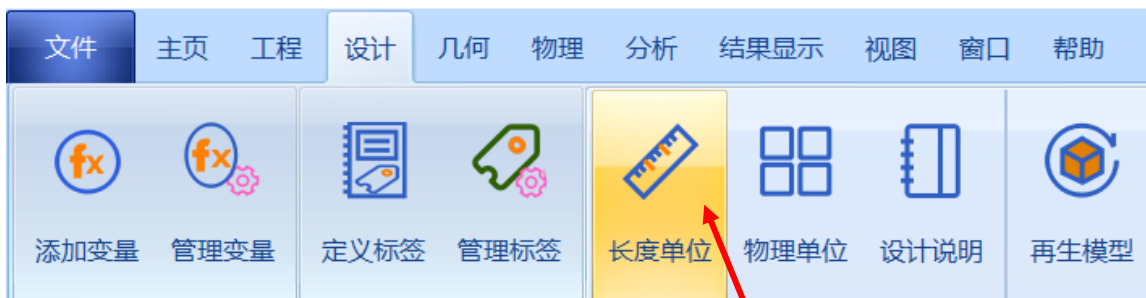 文件 主页 工程 设计 几何 物理 分析 结果显示 视图 窗口 帮助
fx fx
添加变量 管理变量 定义标签 管理标签 长度单位 物理单位 设计说明 再生模型